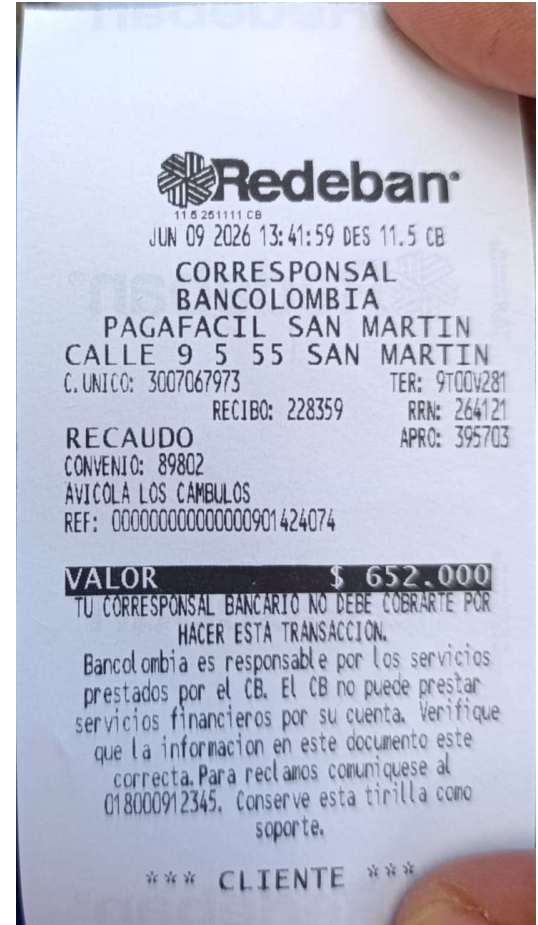 Redeban
11.5 251111 CB
JUN 09 2026 13:41:59 DES 11.5 CB
CORRESPONSAL
BANCOLOMBIA
PAGAFACIL SAN MARTIN
CALLE 9 5 55 SAN MARTIN
C. UNICO: 3007067973 TER: 9T00V281
RECIBO: 228359 RRN: 264121
RECAUDO APRO: 395703
CONVENIO: 89802
AVICOLA LOS CAMBULOS
REF: 000000000000000901424074
VALOR $ 652.000
TU CORRESPONSAL BANCARIO NO DEBE COBRARTE POR
HACER ESTA TRANSACCION.
Bancolombia es responsable por los servicios
prestados por el CB. El CB no puede prestar
servicios financieros por su cuenta. Verifique
que la informacion en este documento este
correcta. Para reclamos comuniquese al
018000912345. Conserve esta tirilla como
soporte.
*** CLIENTE ***